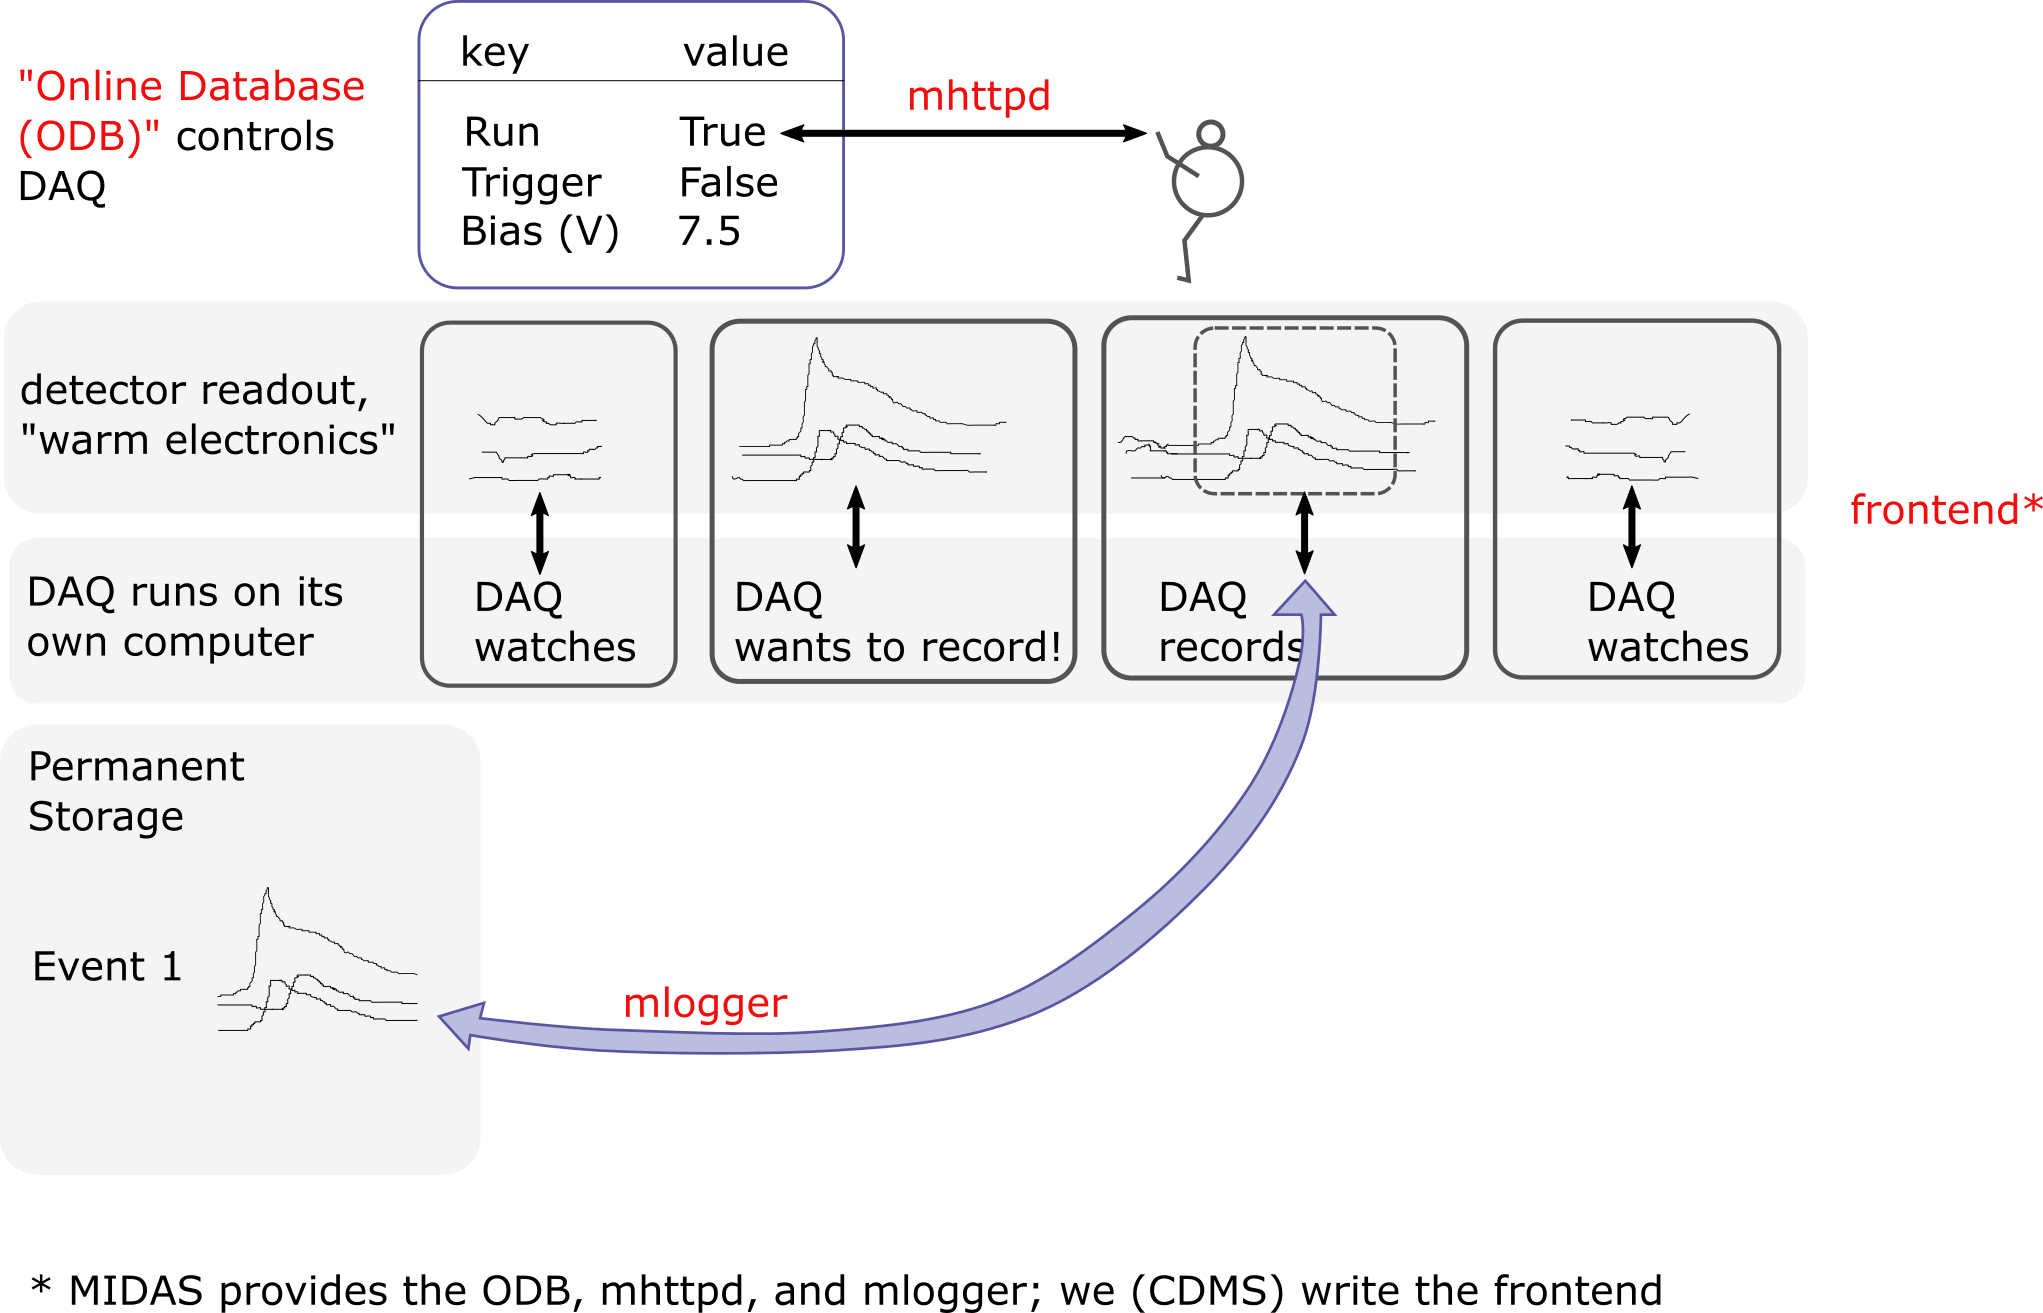 "Online Database
(ODB)" controls
DAQ
key value
Run True
Trigger False
Bias (V) 7.5
mhttpd
detector readout,
"warm electronics"
frontend*
DAQ runs on its
own computer
DAQ
watches
DAQ
wants to record!
DAQ
records
DAQ
watches
Permanent
Storage
Event 1
mlogger
* MIDAS provides the ODB, mhttpd, and mlogger; we (CDMS) write the frontend